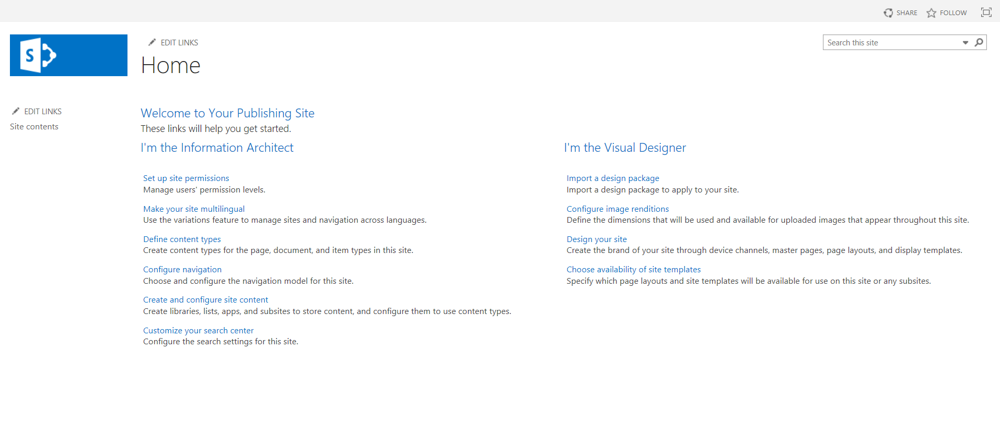 SHARE FOLLOW
S
EDIT LINKS
Search this site
Home
EDIT LINKS
Site contents
Welcome to Your Publishing Site
These links will help you get started.
I'm the Information Architect
Set up site permissions
Manage users' permission levels.
Make your site multilingual
Use the variations feature to manage sites and navigation across languages.
Define content types
Create content types for the page, document, and item types in this site.
Configure navigation
Choose and configure the navigation model for this site.
Create and configure site content
Create libraries, lists, apps, and subsites to store content, and configure them to use content types.
Customize your search center
Configure the search settings for this site.
I'm the Visual Designer
Import a design package
Import a design package to apply to your site.
Configure image renditions
Define the dimensions that will be used and available for uploaded images that appear throughout this site.
Design your site
Create the brand of your site through device channels, master pages, page layouts, and display templates.
Choose availability of site templates
Specify which page layouts and site templates will be available for use on this site or any subsites.